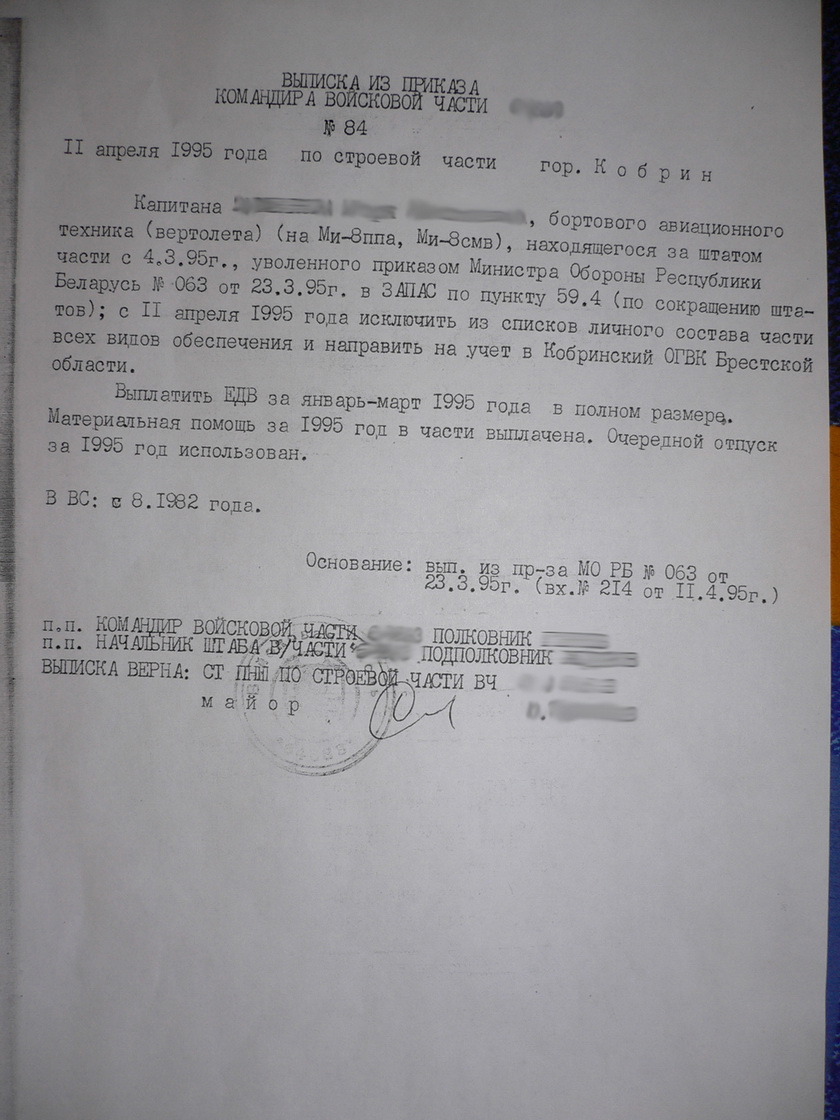 ВЫПИСКА ИЗ ПРИКАЗА
КОМАНДИРА ВОЙСКОВОЙ ЧАСТИ
№ 84
II апреля I995 года по строевой части гор. К о б р и н
Капитана , бортового авиационного
техника (вертолета) (на Ми-8ппа, Ми-8смв), находящегося за штатом
части с 4.3.95г., уволенного приказом Министра Обороны Республики
Беларусь № 063 от 23.3.95г. в ЗАПАС по пункту 59.4 (по сокращению шта-
тов); с II апреля I995 года исключить из списков личного состава части
всех видов обеспечения и направить на учет в Кобринский ОГВК Брестской
области.
Выплатить ЕДВ за январь-март I995 года в полном размере.
Материальная помощь за I995 год в части выплачена. Очередной отпуск
за I995 год использован.
В ВС: с 8.I982 года.
Основание: вып. из пр-за МО РБ № 063 от
23.3.95г. (вх.№ 2I4 от II.4.95г.)
п.п. КОМАНДИР ВОЙСКОВОЙ ЧАСТИ ПОЛКОВНИК
п.п. НАЧАЛЬНИК ШТАБА В/ЧАСТИ ПОДПОЛКОВНИК
ВЫПИСКА ВЕРНА: СТ ПНШ ПО СТРОЕВОЙ ЧАСТИ ВЧ
м а й о р